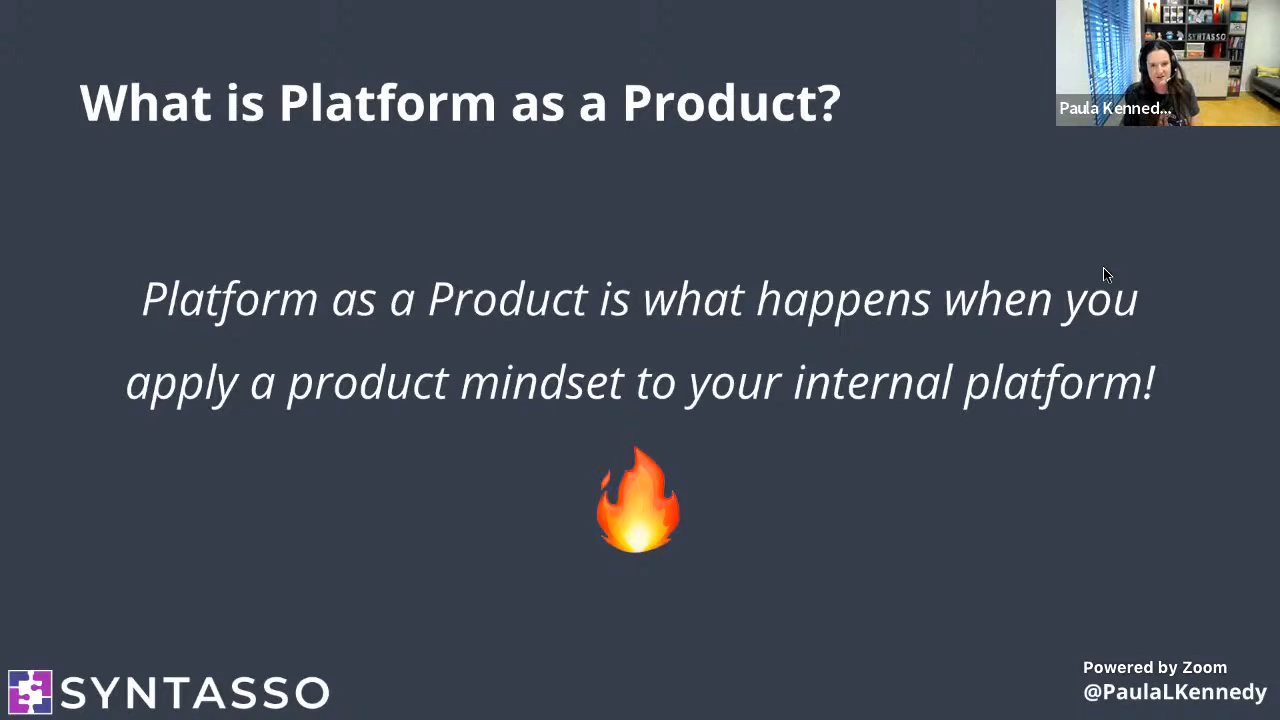 What is Platform as a Product?
SYNTASSO
Paula Kenned...
Platform as a Product is what happens when you
apply a product mindset to your internal platform!
SYNTASSO
Powered by Zoom
@PaulaLKennedy